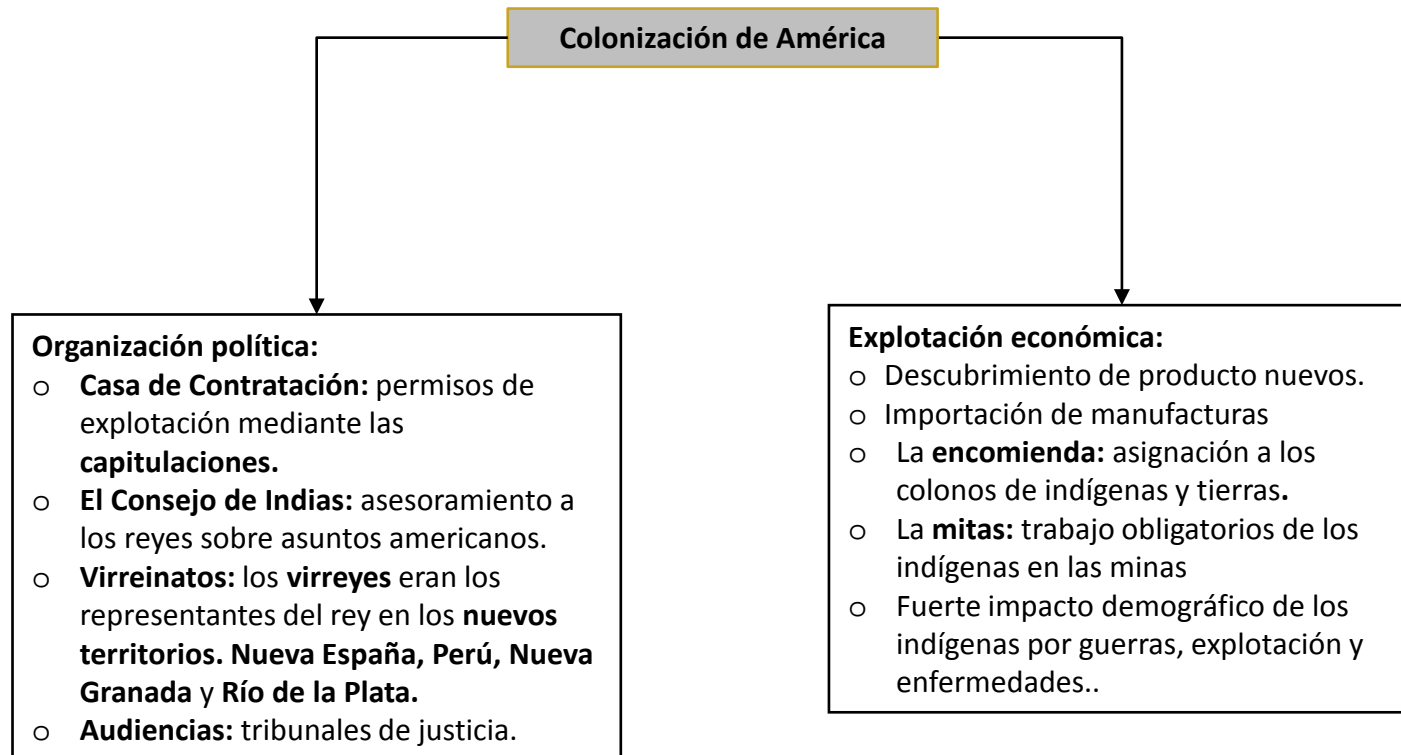 Colonización de América
Organización política:
o Casa de Contratación: permisos de
explotación mediante las
capitulaciones.
o El Consejo de Indias: asesoramiento a
los reyes sobre asuntos americanos.
o Virreinatos: los virreyes eran los
representantes del rey en los nuevos
territorios. Nueva España, Perú, Nueva
Granada y Río de la Plata.
o Audiencias: tribunales de justicia.
Explotación económica:
o Descubrimiento de producto nuevos.
o Importación de manufacturas
o La encomienda: asignación a los
colonos de indígenas y tierras.
o La mitas: trabajo obligatorios de los
indígenas en las minas
o Fuerte impacto demográfico de los
indígenas por guerras, explotación y
enfermedades..